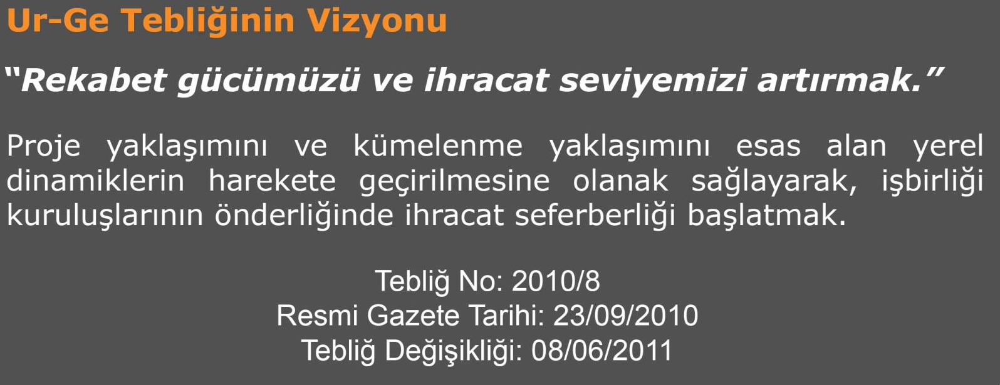 Ur-Ge Tebliğinin Vizyonu
“Rekabet gücümüzü ve ihracat seviyemizi artırmak.”
Proje yaklaşımını ve kümelenme yaklaşımını esas alan yerel
dinamiklerin harekete geçirilmesine olanak sağlayarak, işbirliği
kuruluşlarının önderliğinde ihracat seferberliği başlatmak.
Tebliğ No: 2010/8
Resmi Gazete Tarihi: 23/09/2010
Tebliğ Değişikliği: 08/06/2011